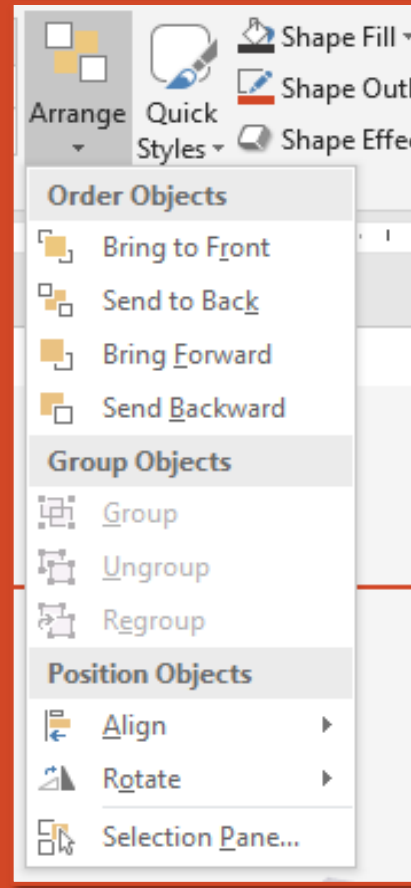 Shape Fill
Shape Outl
Arrange Quick Styles
Shape Effec
Order Objects
Bring to Front
Send to Back
Bring Forward
Send Backward
Group Objects
Group
Ungroup
Regroup
Position Objects
Align
Rotate
Selection Pane...